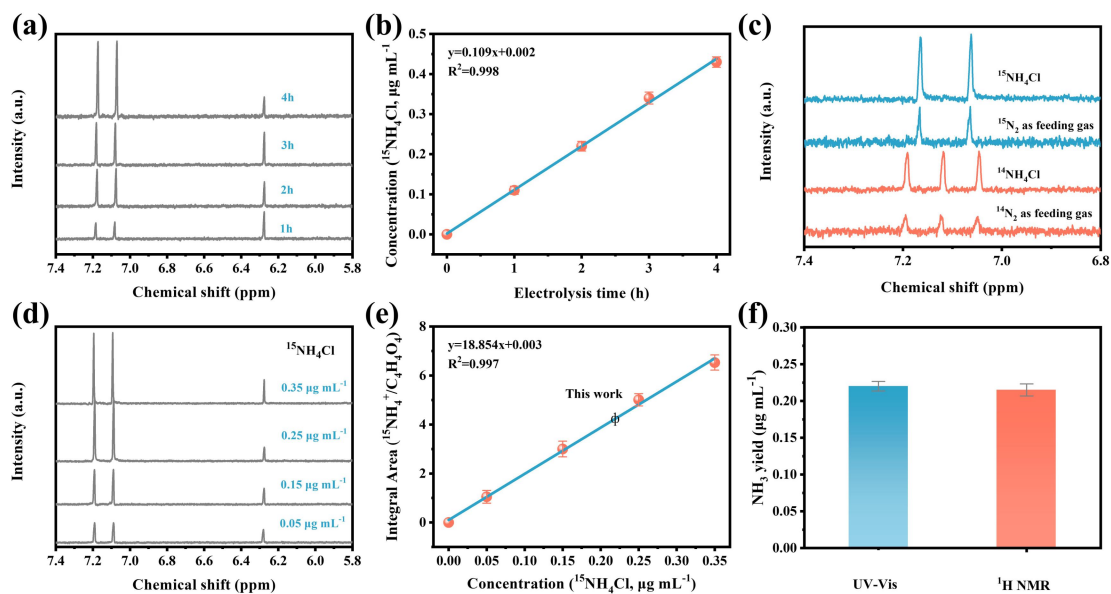 (a)
4h
3h
2h
1h
Intensity (a.u.)
7.4 7.2 7.0 6.8 6.6 6.4 6.2 6.0 5.8
Chemical shift (ppm)
(b)
y=0.109x+0.002
R²=0.998
Concentration (¹⁵NH₄Cl, μg mL⁻¹)
0.5
0.4
0.3
0.2
0.1
0.0
0 1 2 3 4
Electrolysis time (h)
(c)
¹⁵NH₄Cl
¹⁵N₂ as feeding gas
¹⁴NH₄Cl
¹⁴N₂ as feeding gas
Intensity (a.u.)
7.4 7.2 7.0 6.8
Chemical shift (ppm)
(d)
¹⁵NH₄Cl
0.35 μg mL⁻¹
0.25 μg mL⁻¹
0.15 μg mL⁻¹
0.05 μg mL⁻¹
Intensity (a.u.)
7.4 7.2 7.0 6.8 6.6 6.4 6.2 6.0 5.8
Chemical shift (ppm)
(e)
y=18.854x+0.003
R²=0.997
This work
Integral Area (¹⁵NH₄⁺/C₄H₄O₄)
8
6
4
2
0
0.00 0.05 0.10 0.15 0.20 0.25 0.30 0.35
Concentration (¹⁵NH₄Cl, μg mL⁻¹)
(f)
NH₃ yield (μg mL⁻¹)
0.30
0.25
0.20
0.15
0.10
0.05
0.00
UV-Vis ¹H NMR